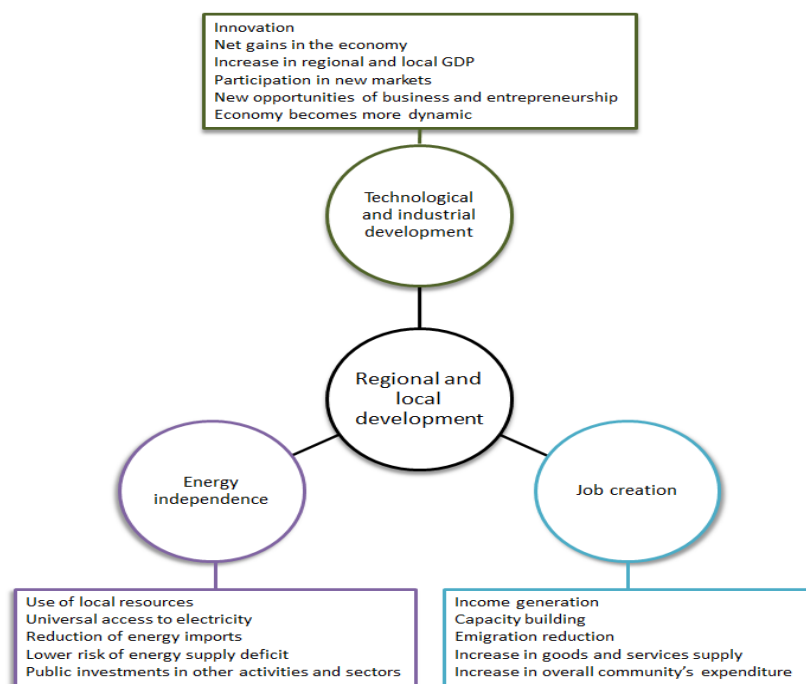 Innovation
Net gains in the economy
Increase in regional and local GDP
Participation in new markets
New opportunities of business and entrepreneurship
Economy becomes more dynamic
Technological
and industrial
development
Regional and
local
development
Energy
independence
Job creation
Use of local resources
Universal access to electricity
Reduction of energy imports
Lower risk of energy supply deficit
Public investments in other activities and sectors
Income generation
Capacity building
Emigration reduction
Increase in goods and services supply
Increase in overall community’s expenditure